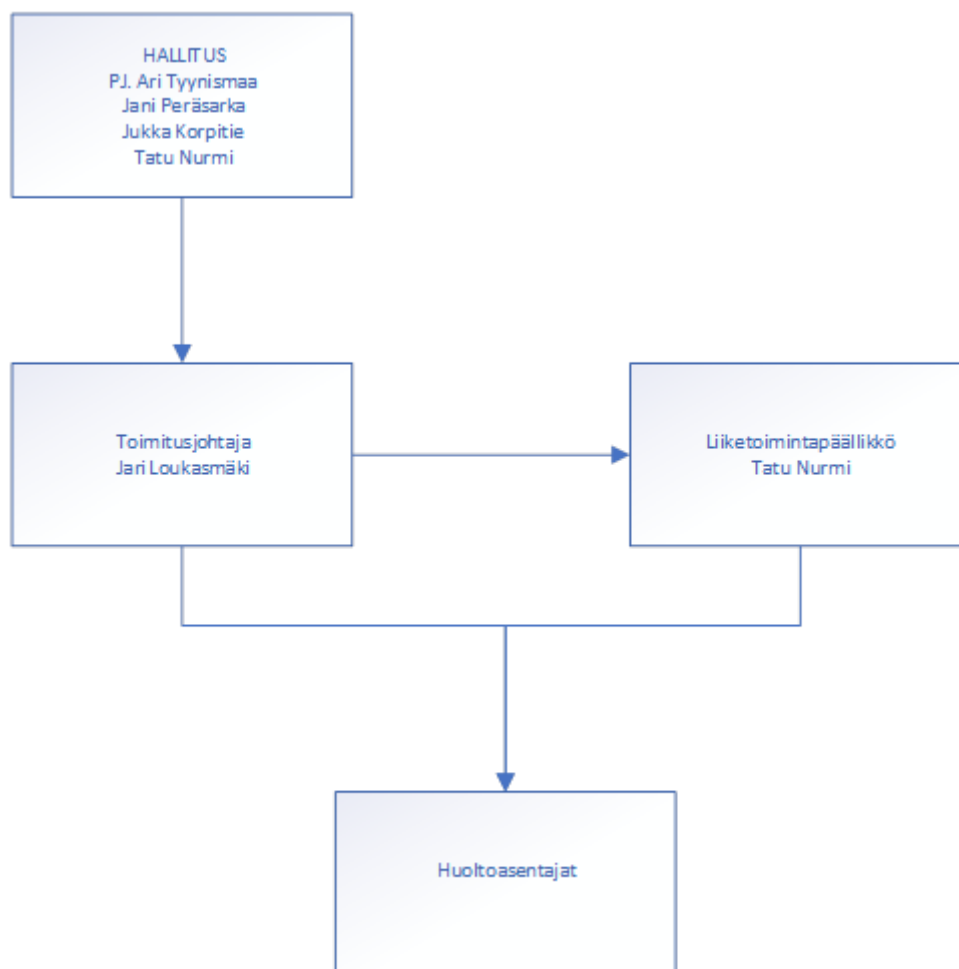 HALLITUS
PJ. Ari Tyynismaa
Jani Peräsarka
Jukka Korpitie
Tatu Nurmi
Toimitusjohtaja
Jari Loukasmäki
Liiketoimintapäällikkö
Tatu Nurmi
Huoltoasentajat